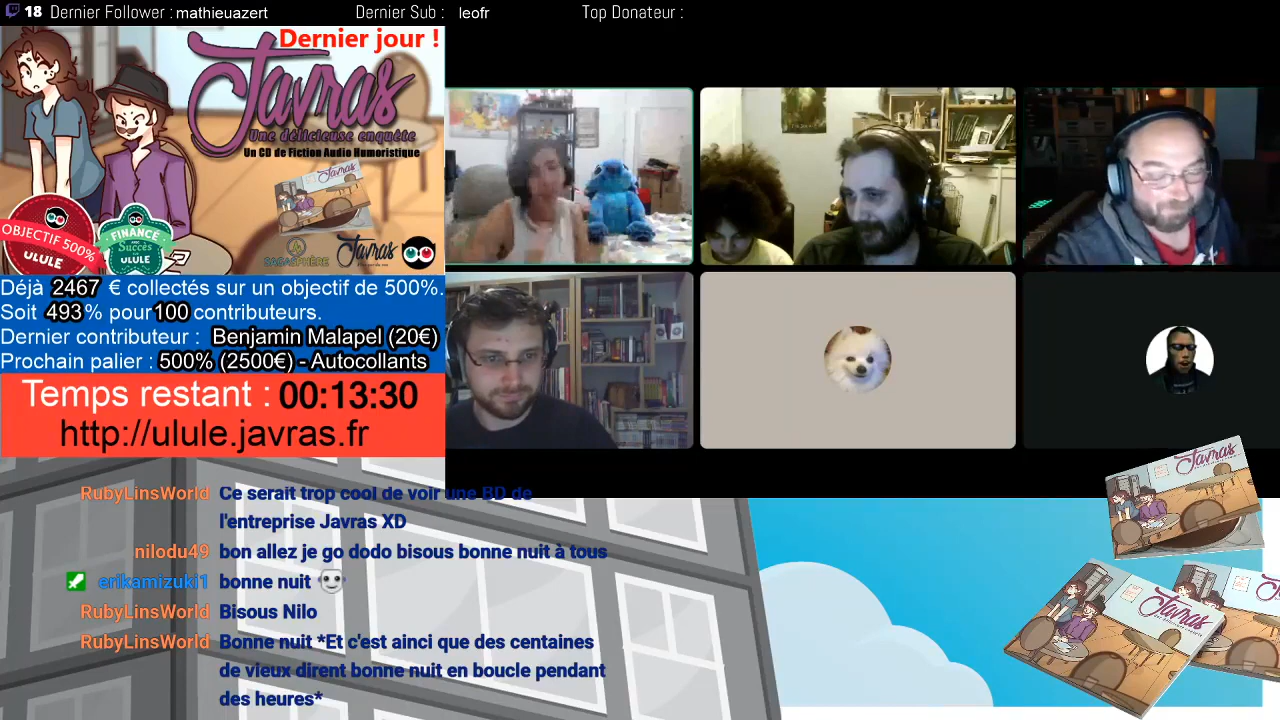 18 Dernier Follower : mathieuazert Dernier Sub : leofr Top Donateur :
Dernier jour !
Javras
Une délicieuse enquête
Un CD de Fiction Audio Humoristique
OBJECTIF 500%
ULULE
FINANCÉ
AVEC
Succès
ULULE
SAGASPHÈRE
Javras
Déjà 2467 € collectés sur un objectif de 500%.
Soit 493% pour 100 contributeurs.
Dernier contributeur : Benjamin Malapel (20€)
Prochain palier : 500% (2500€) - Autocollants
Temps restant : 00:13:30
http://ulule.javras.fr
RubyLinsWorld Ce serait trop cool de voir une BD de
l'entreprise Javras XD
nilodu49 bon allez je go dodo bisous bonne nuit à tous
erikamizuki1 bonne nuit
RubyLinsWorld Bisous Nilo
RubyLinsWorld Bonne nuit *Et c'est ainci que des centaines
de vieux dirent bonne nuit en boucle pendant
des heures*
Javras
Javras